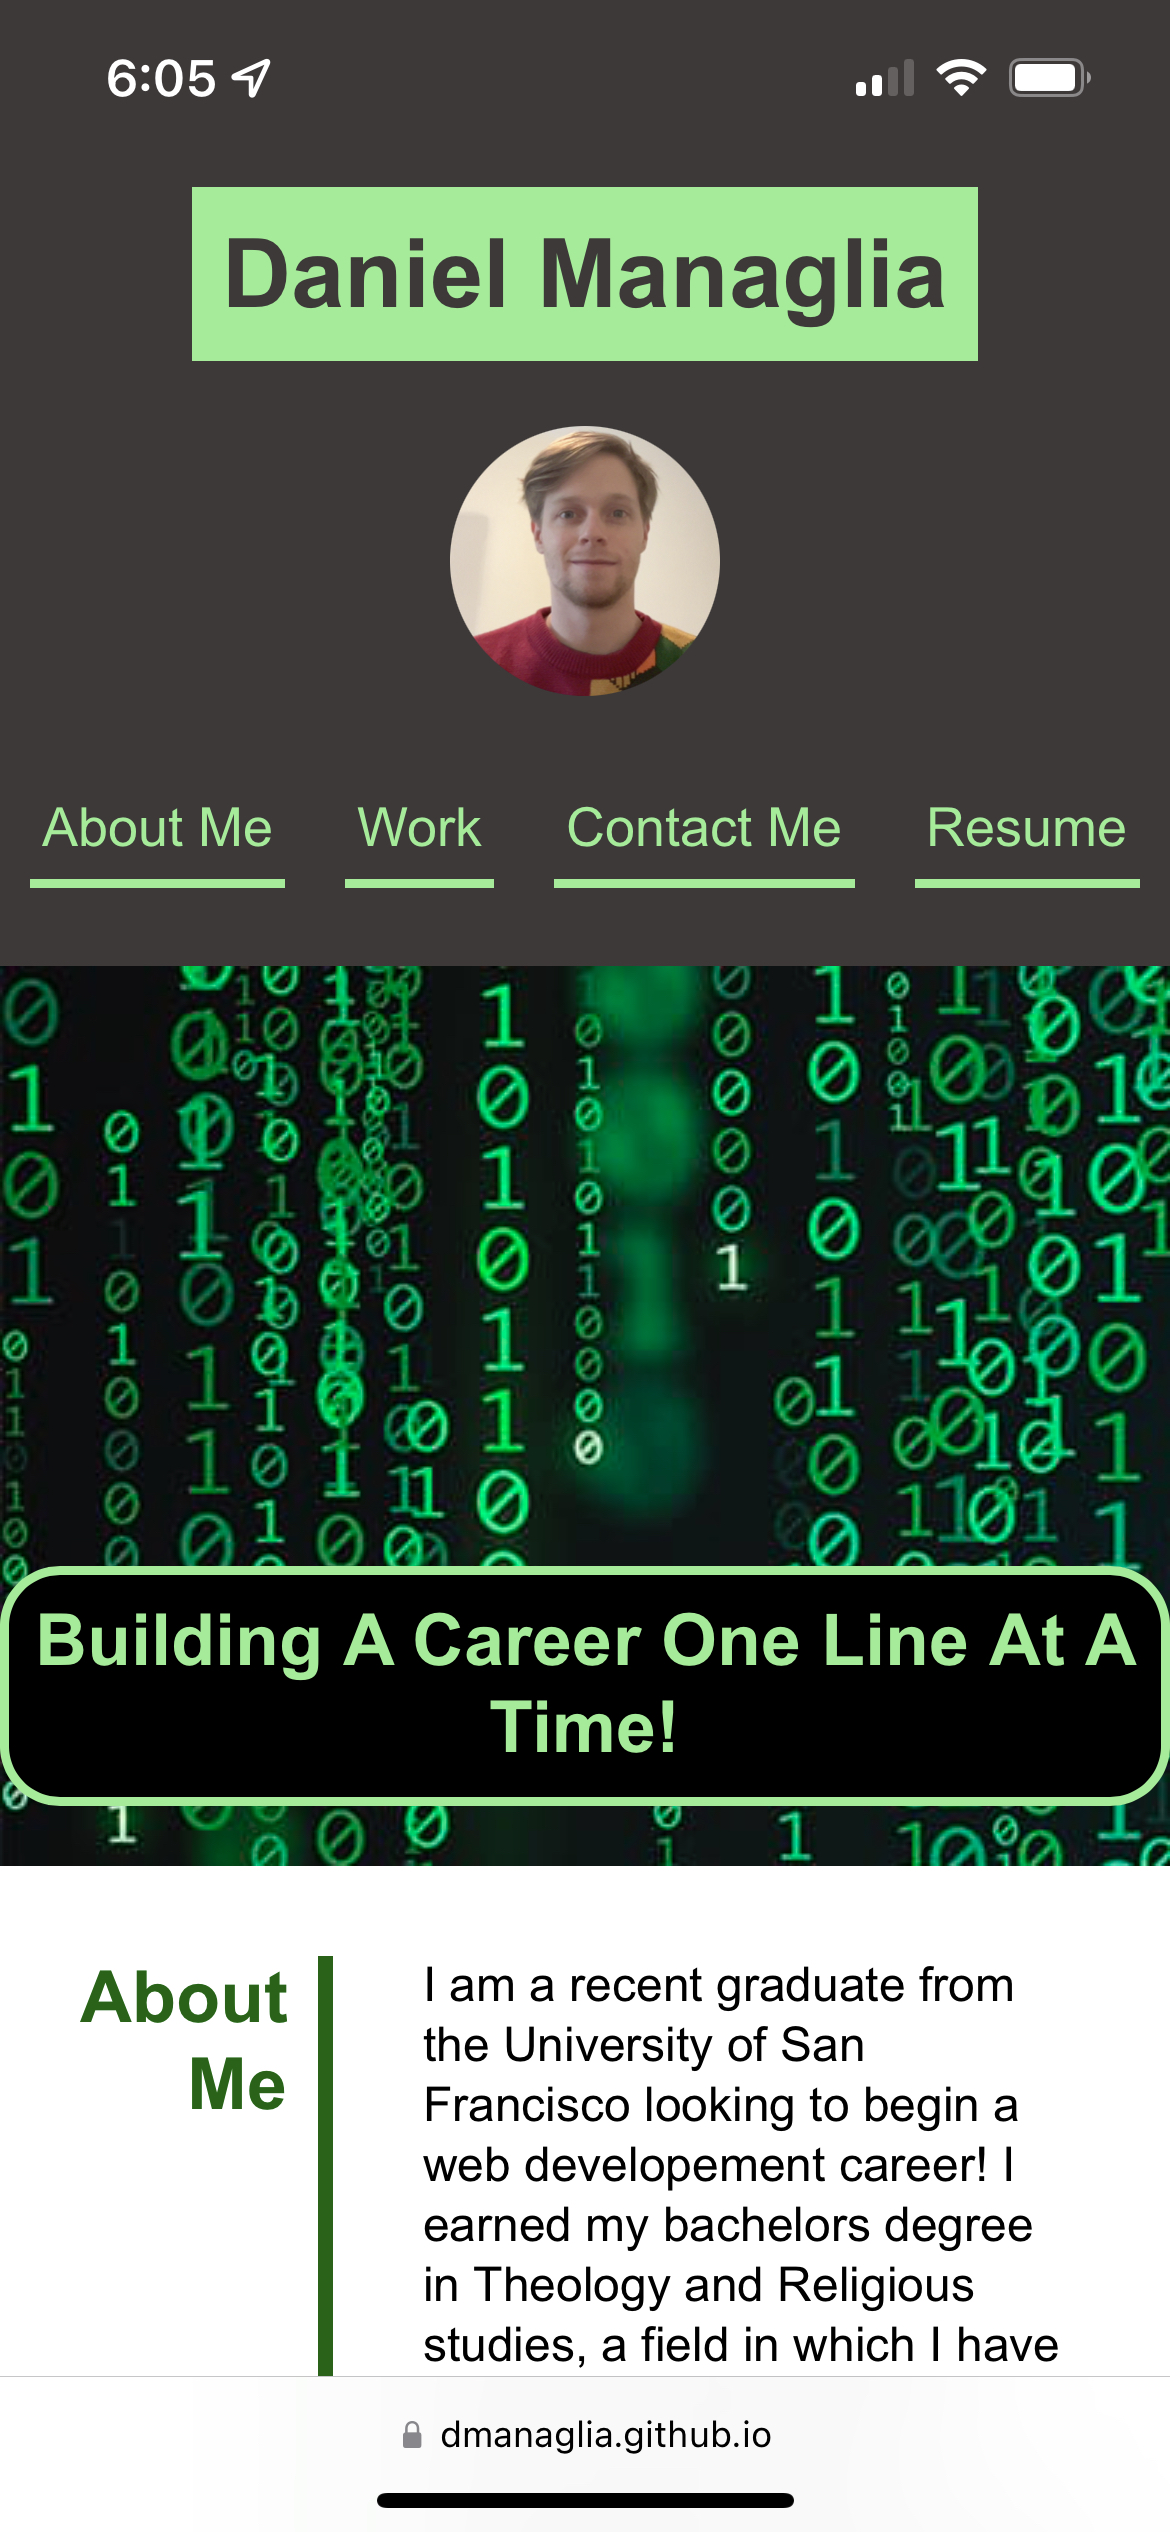 6:05
Daniel Managlia
About Me Work Contact Me Resume
Building A Career One Line At A
Time!
About
Me
I am a recent graduate from
the University of San
Francisco looking to begin a
web developement career! I
earned my bachelors degree
in Theology and Religious
studies, a field in which I have
dmanaglia.github.io